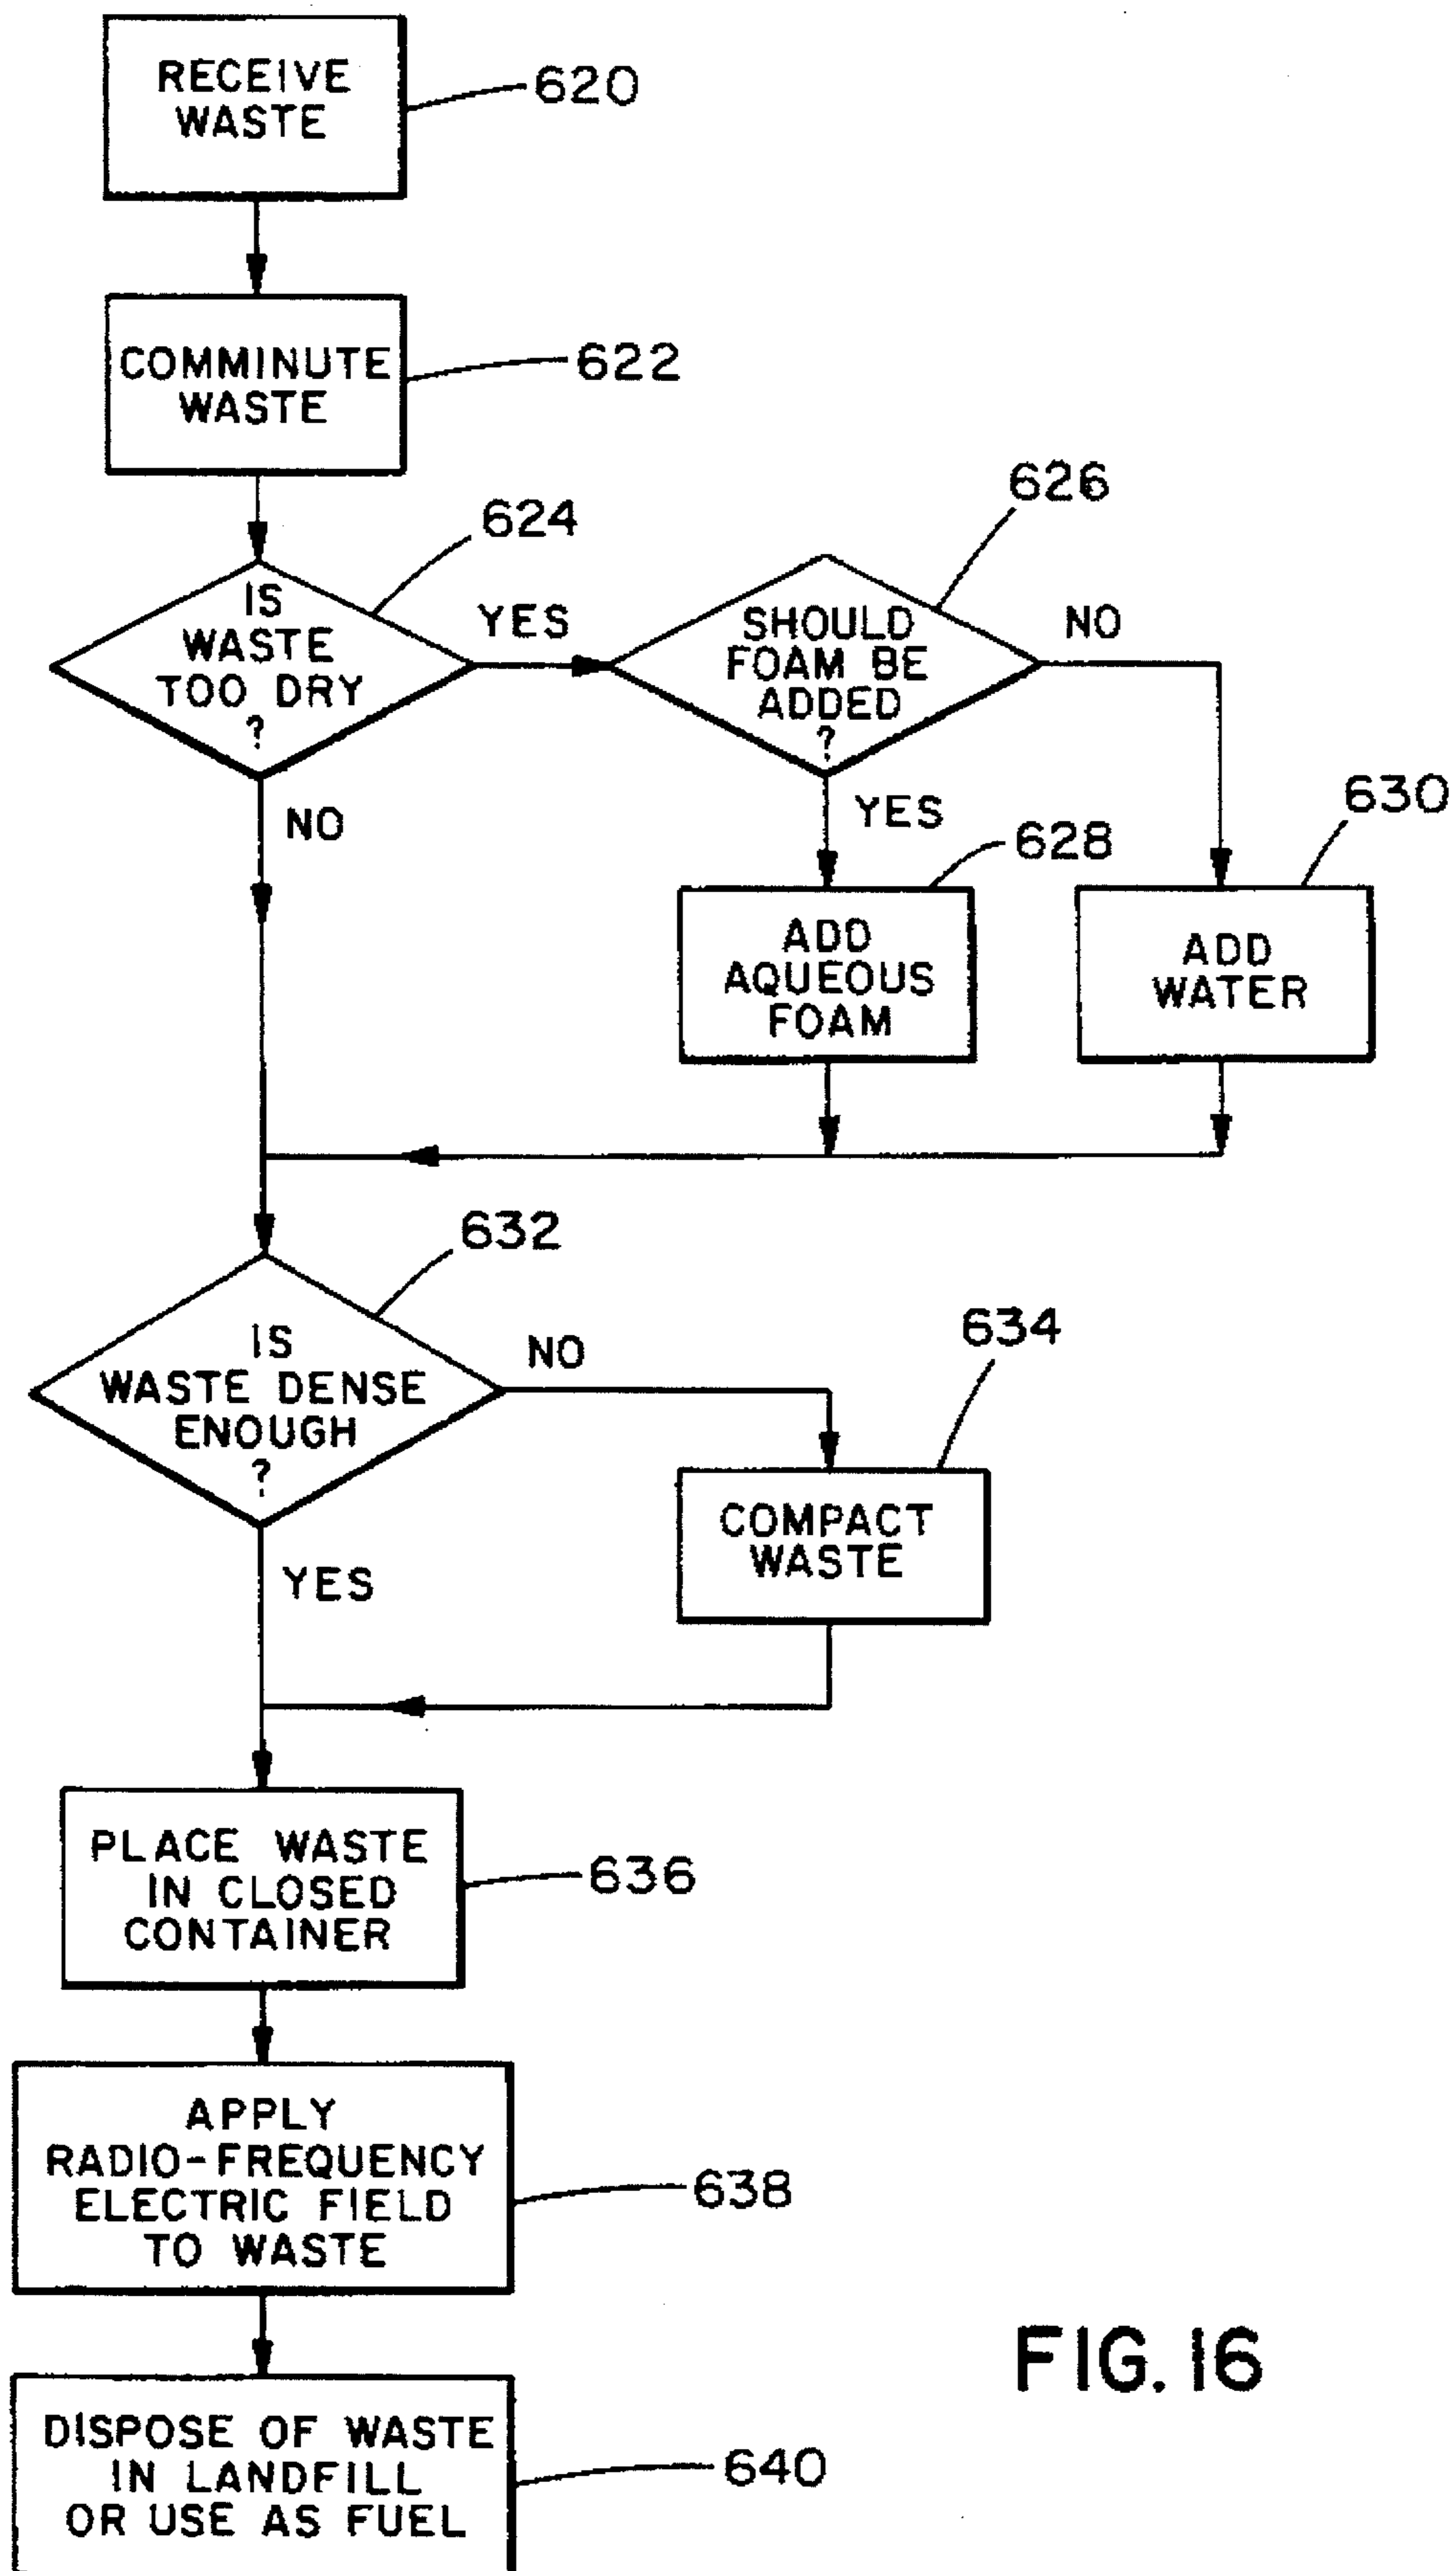 RECEIVE
WASTE
620
COMMINUTE
WASTE
622
624
626
IS
WASTE
TOO DRY
?
YES
SHOULD
FOAM BE
ADDED
?
NO
NO
YES
628
630
ADD
AQUEOUS
FOAM
ADD
WATER
632
IS
WASTE DENSE
ENOUGH
?
NO
634
COMPACT
WASTE
YES
PLACE WASTE
IN CLOSED
CONTAINER
636
APPLY
RADIO-FREQUENCY
ELECTRIC FIELD
TO WASTE
638
DISPOSE OF WASTE
IN LANDFILL
OR USE AS FUEL
640
FIG. 16